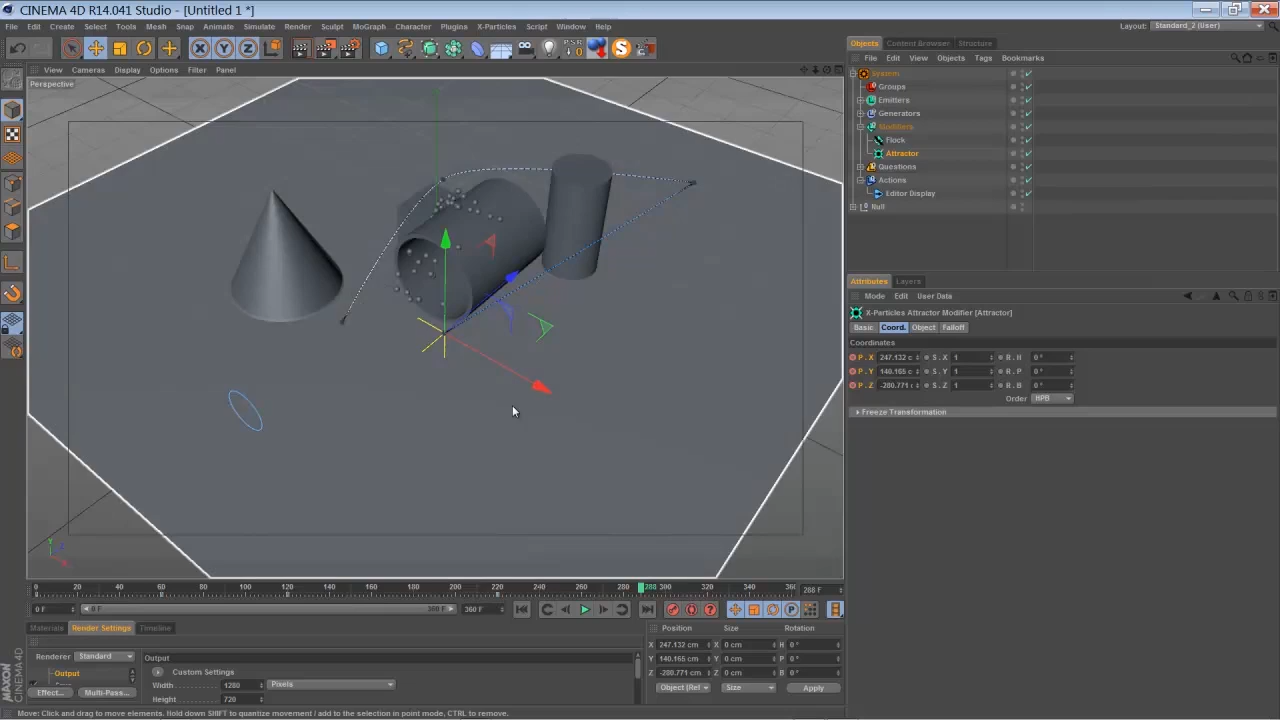 CINEMA 4D R14.041 Studio - [Untitled 1 *]
File Edit Create Select Tools Mesh Snap Animate Simulate Render Sculpt MoGraph Character Plugins X-Particles Script Window Help
Layout: Standard_2 (User)
X Y Z PSR S
Objects Content Browser Structure
View Cameras Display Options Filter Panel
File Edit View Objects Tags Bookmarks
Perspective
System
Groups
Emitters
Generators
Modifiers
Flock
Attractor
Questions
Actions
Editor Display
Null
Attributes Layers
Mode Edit User Data
X-Particles Attractor Modifier [Attractor]
Basic Coord. Object Falloff
Coordinates
P . X 247.132 c S . X 1 R . H 0 °
P . Y 140.165 c S . Y 1 R . P 0 °
P . Z -280.771 ( S . Z 1 R . B 0 °
Order HPB
Freeze Transformation
Y Z X
0 20 40 60 80 100 120 140 160 180 200 220 240 260 280 288 300 320 340 360
288 F
0 F 0 F 360 F 360 F
P
Materials Render Settings Timeline
Position Size Rotation
Renderer Standard Output
X 247.132 cm X 0 cm H 0 °
Output Custom Settings
Y 140.165 cm Y 0 cm P 0 °
Width 1280 Pixels
Z -280.771 cm Z 0 cm B 0 °
Effect... Multi-Pass... Height 720
Object (Rel Size Apply
MAXON CINEMA 4D
Move: Click and drag to move elements. Hold down SHIFT to quantize movement / add to the selection in point mode, CTRL to remove.